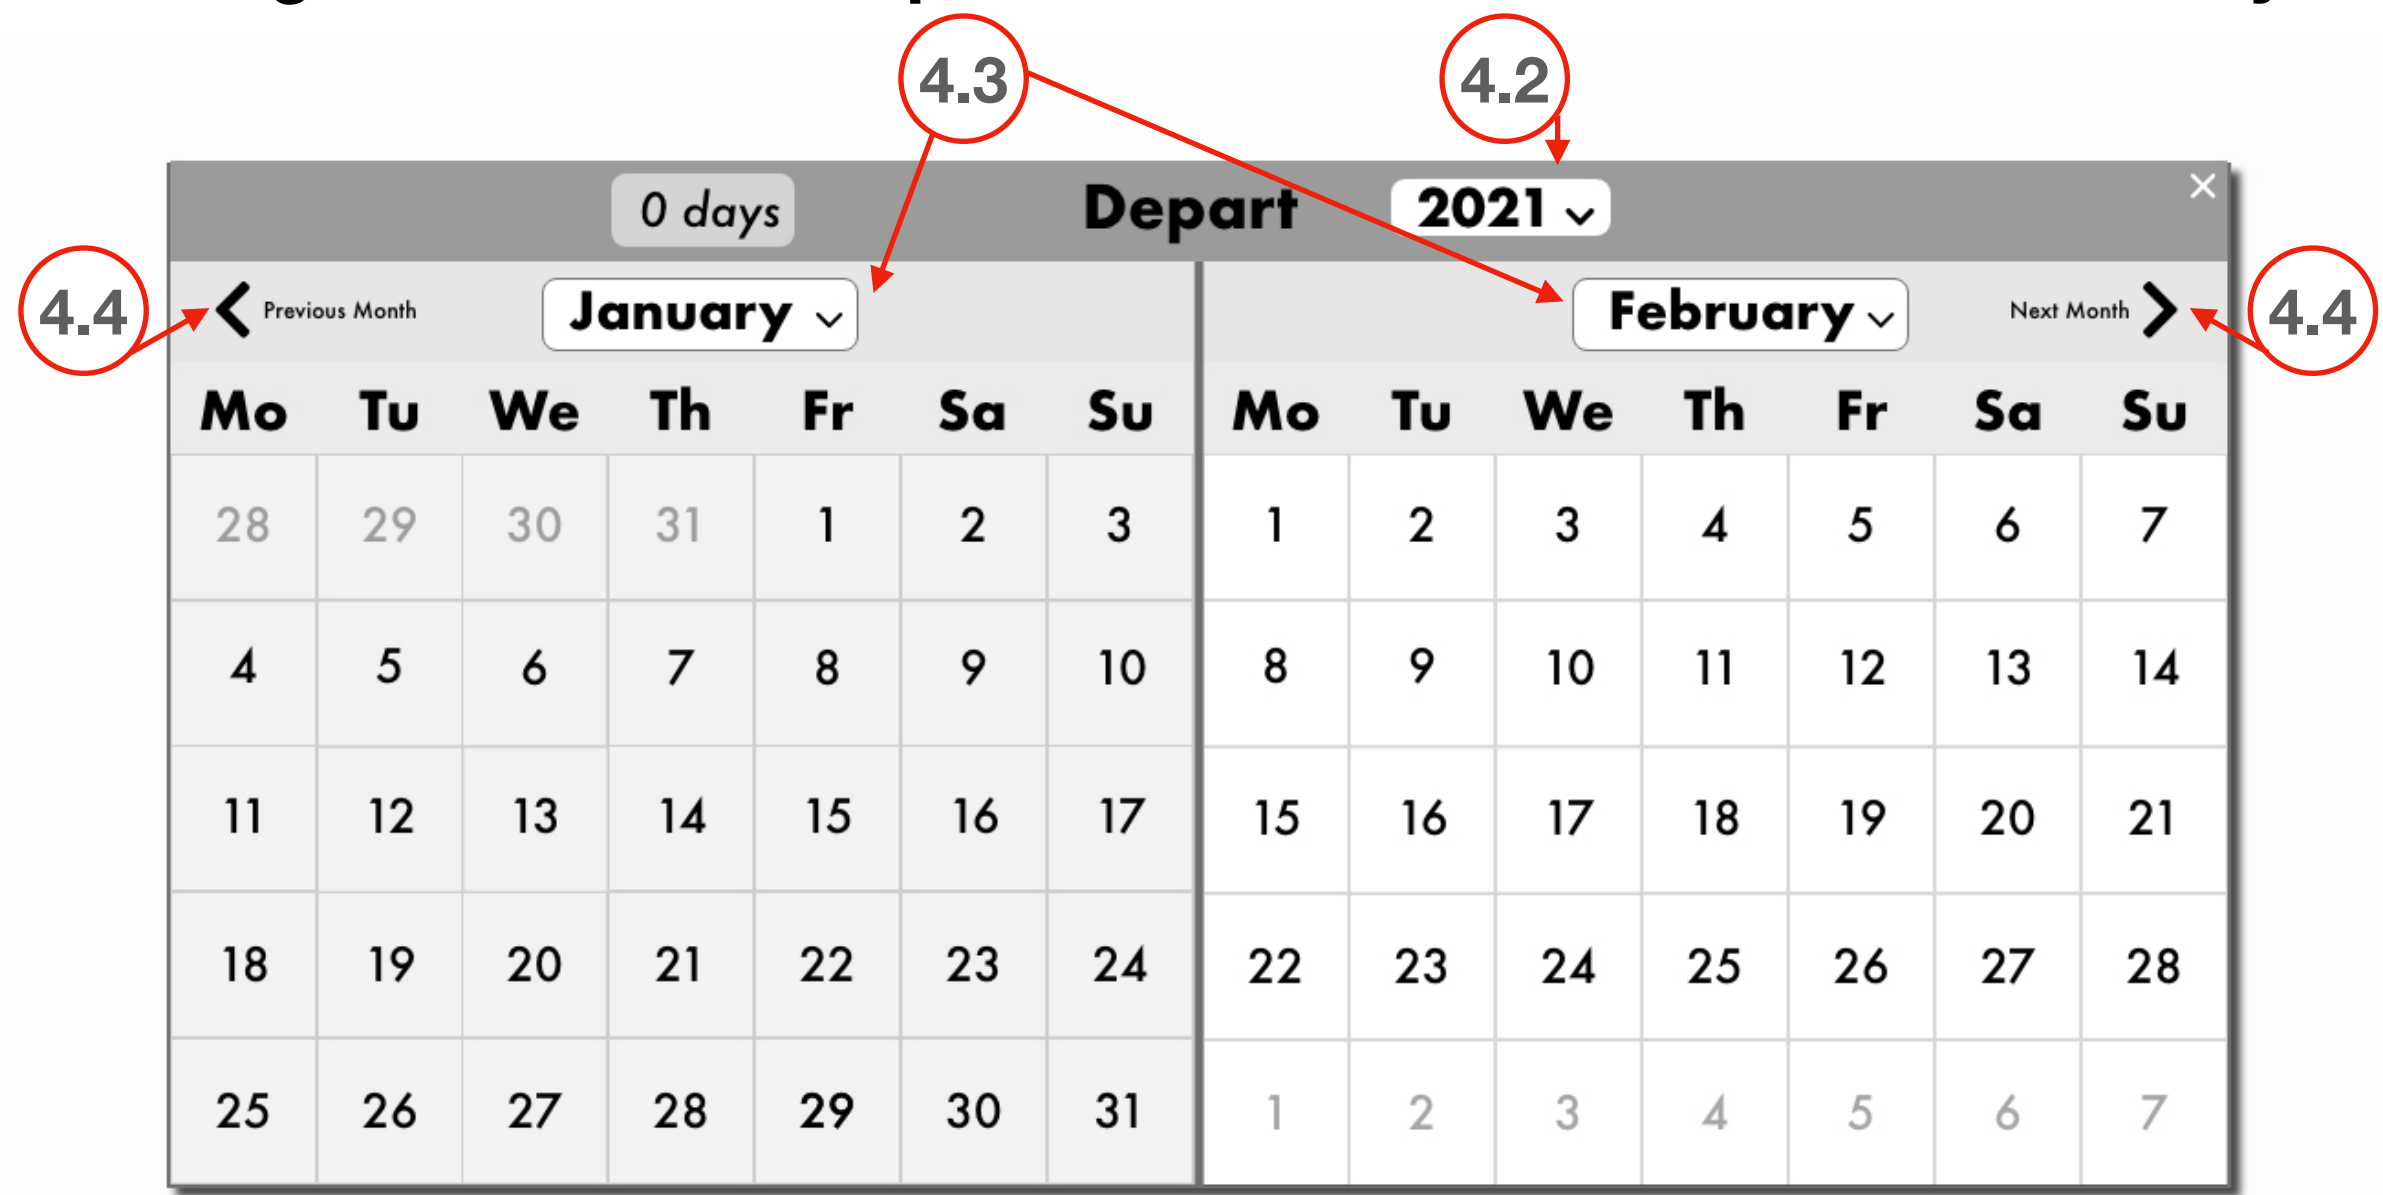 4.3 4.2
0 days Depart 2021
4.4 Previous Month January February Next Month 4.4
Mo Tu We Th Fr Sa Su Mo Tu We Th Fr Sa Su
28 29 30 31 1 2 3 1 2 3 4 5 6 7
4 5 6 7 8 9 10 8 9 10 11 12 13 14
11 12 13 14 15 16 17 15 16 17 18 19 20 21
18 19 20 21 22 23 24 22 23 24 25 26 27 28
25 26 27 28 29 30 31 1 2 3 4 5 6 7